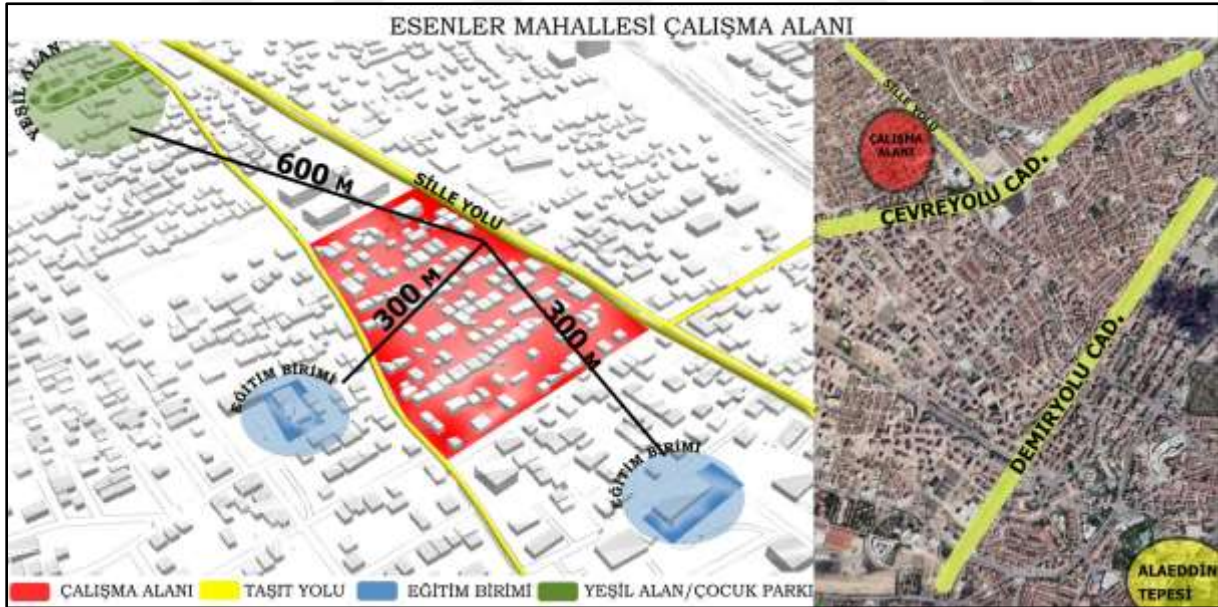 ESENLER MAHALLESİ ÇALIŞMA ALANI
YEŞİL ALAN
600 M
SİLLE YOLU
300 M
300 M
EĞİTİM BİRİMİ
EĞİTİM BİRİMİ
ÇALIŞMA ALANI
TAŞIT YOLU
EĞİTİM BİRİMİ
YEŞİL ALAN/ÇOCUK PARKI
SİLLE YOLU
ÇALIŞMA
ALANI
ÇEVREYOLU CAD.
DEMİRYOLU CAD.
ALAEDDİN
TEPESİ